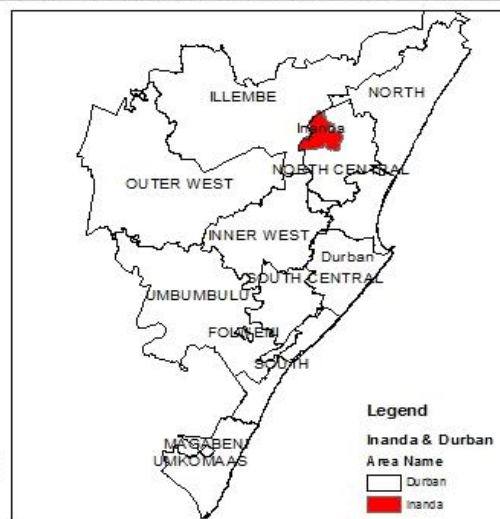 ILLEMBE
NORTH
Inanda
NORTH CENTRAL
OUTER WEST
INNER WEST
Durban
SOUTH CENTRAL
UMBUMBULU
FOLWENI
SOUTH
MAGABENI
UMKOMAAS
Legend
Inanda & Durban
Area Name
Durban
Inanda